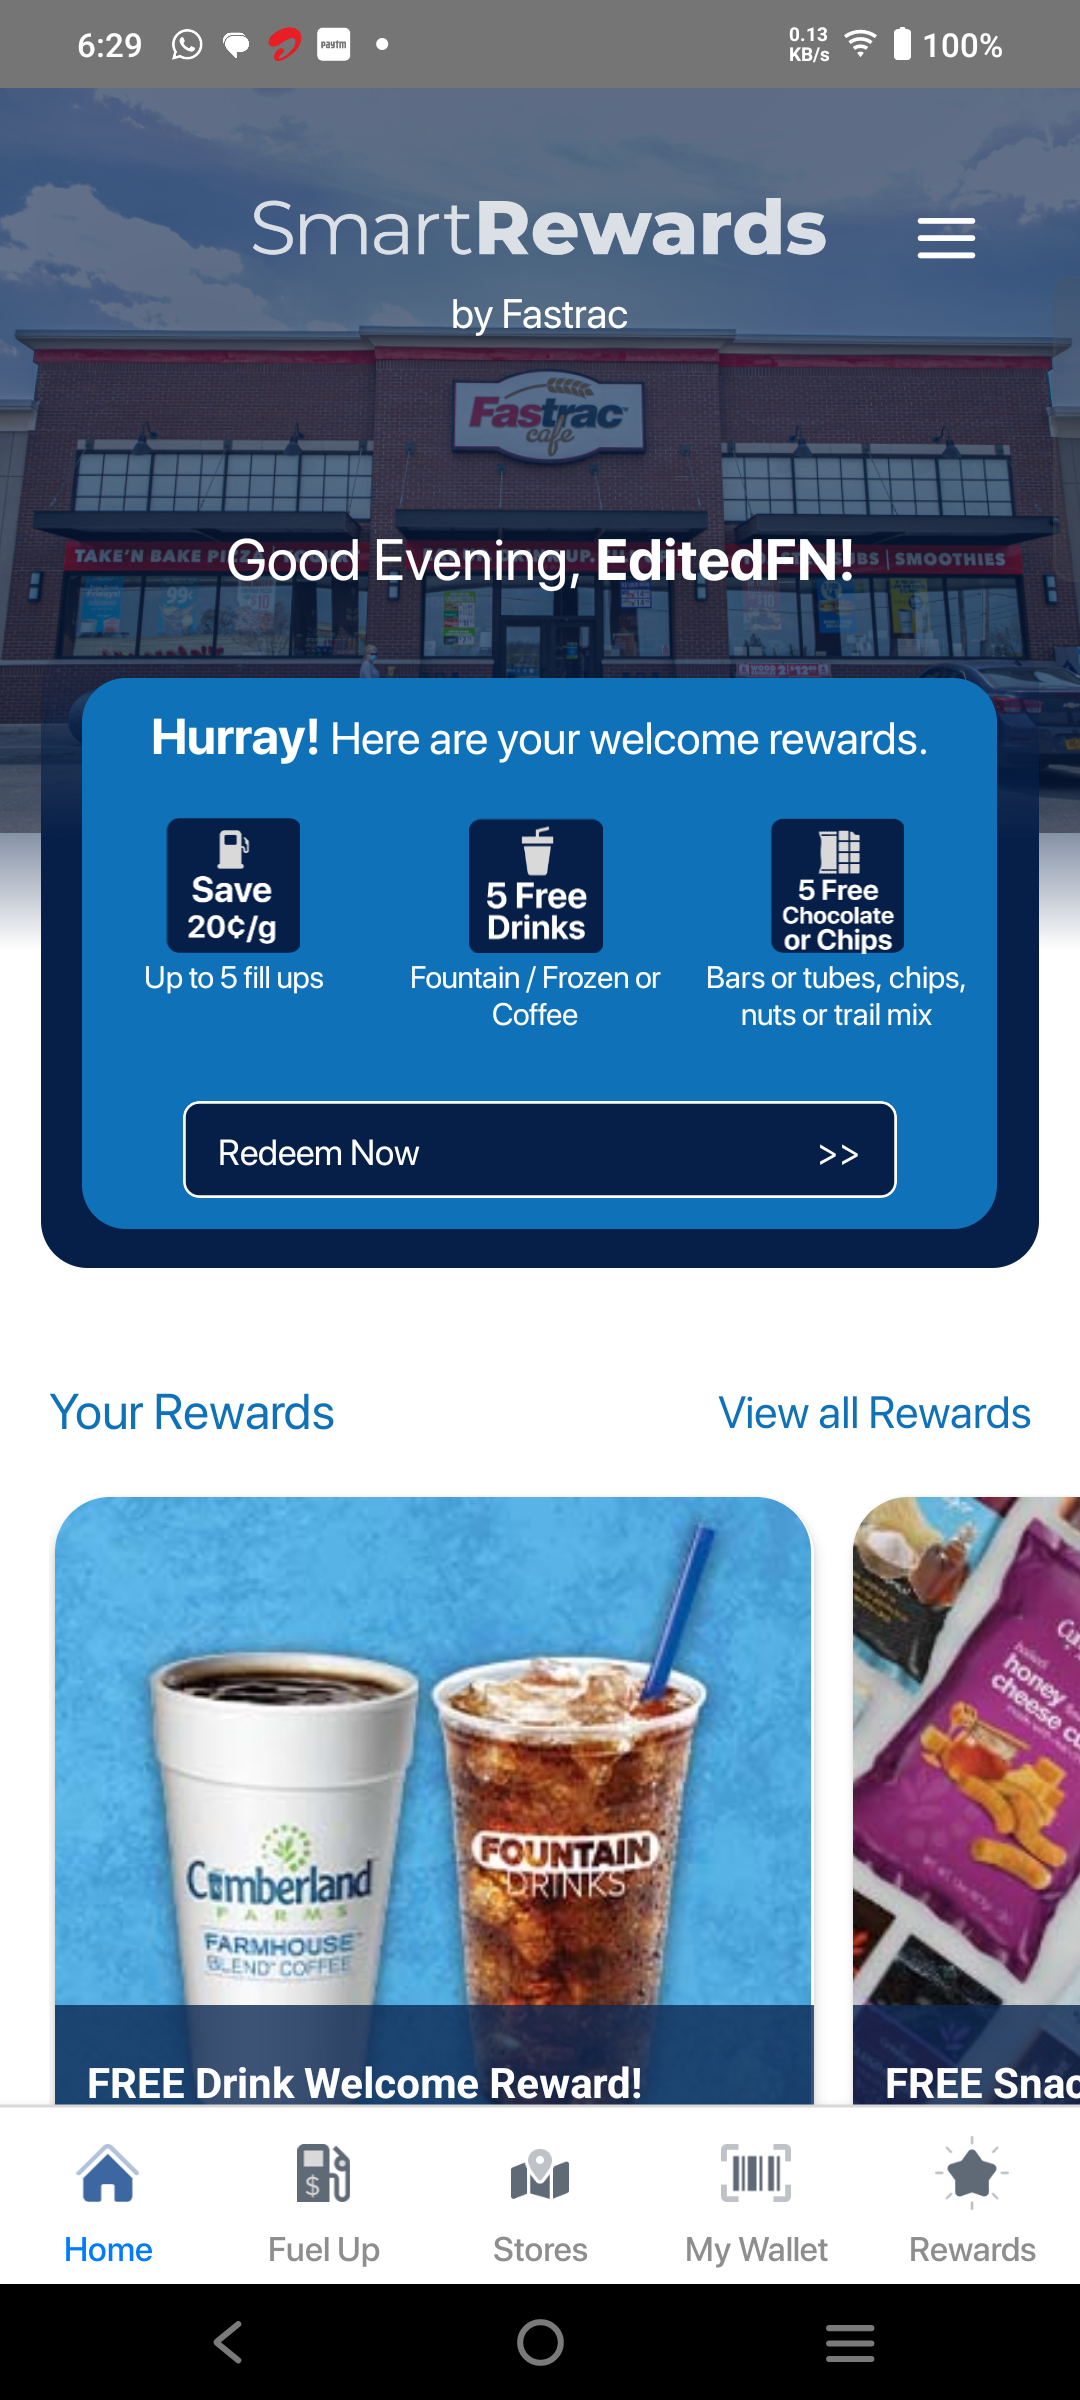 6:29
paytm
0.13
KB/s
100%
SmartRewards
by Fastrac
Fastrac
cafe
TAKE'N BAKE
BS | SMOOTHIES
Good Evening, EditedFN!
99¢
Hurray! Here are your welcome rewards.
Save
20¢/g
5 Free
Drinks
5 Free
Chocolate
or Chips
Up to 5 fill ups
Fountain / Frozen or
Coffee
Bars or tubes, chips,
nuts or trail mix
Redeem Now >>
Your Rewards
View all Rewards
Cumberland
FARMS
FARMHOUSE
BLEND COFFEE
FOUNTAIN
DRINKS
honey
cheese
FREE Drink Welcome Reward!
FREE Snac
Home
Fuel Up
Stores
My Wallet
Rewards